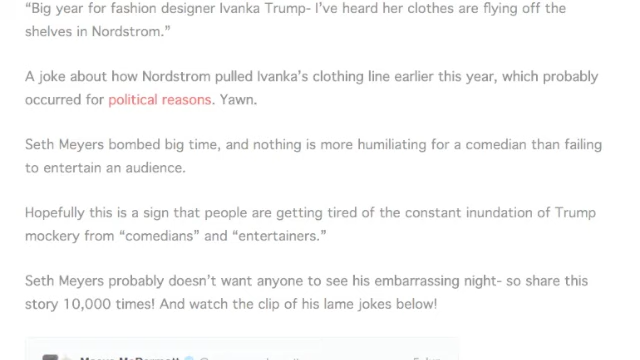 “Big year for fashion designer Ivanka Trump- I’ve heard her clothes are flying off the
shelves in Nordstrom.”
A joke about how Nordstrom pulled Ivanka’s clothing line earlier this year, which probably
occurred for political reasons. Yawn.
Seth Meyers bombed big time, and nothing is more humiliating for a comedian than failing
to entertain an audience.
Hopefully this is a sign that people are getting tired of the constant inundation of Trump
mockery from “comedians” and “entertainers.”
Seth Meyers probably doesn’t want anyone to see his embarrassing night- so share this
story 10,000 times! And watch the clip of his lame jokes below!